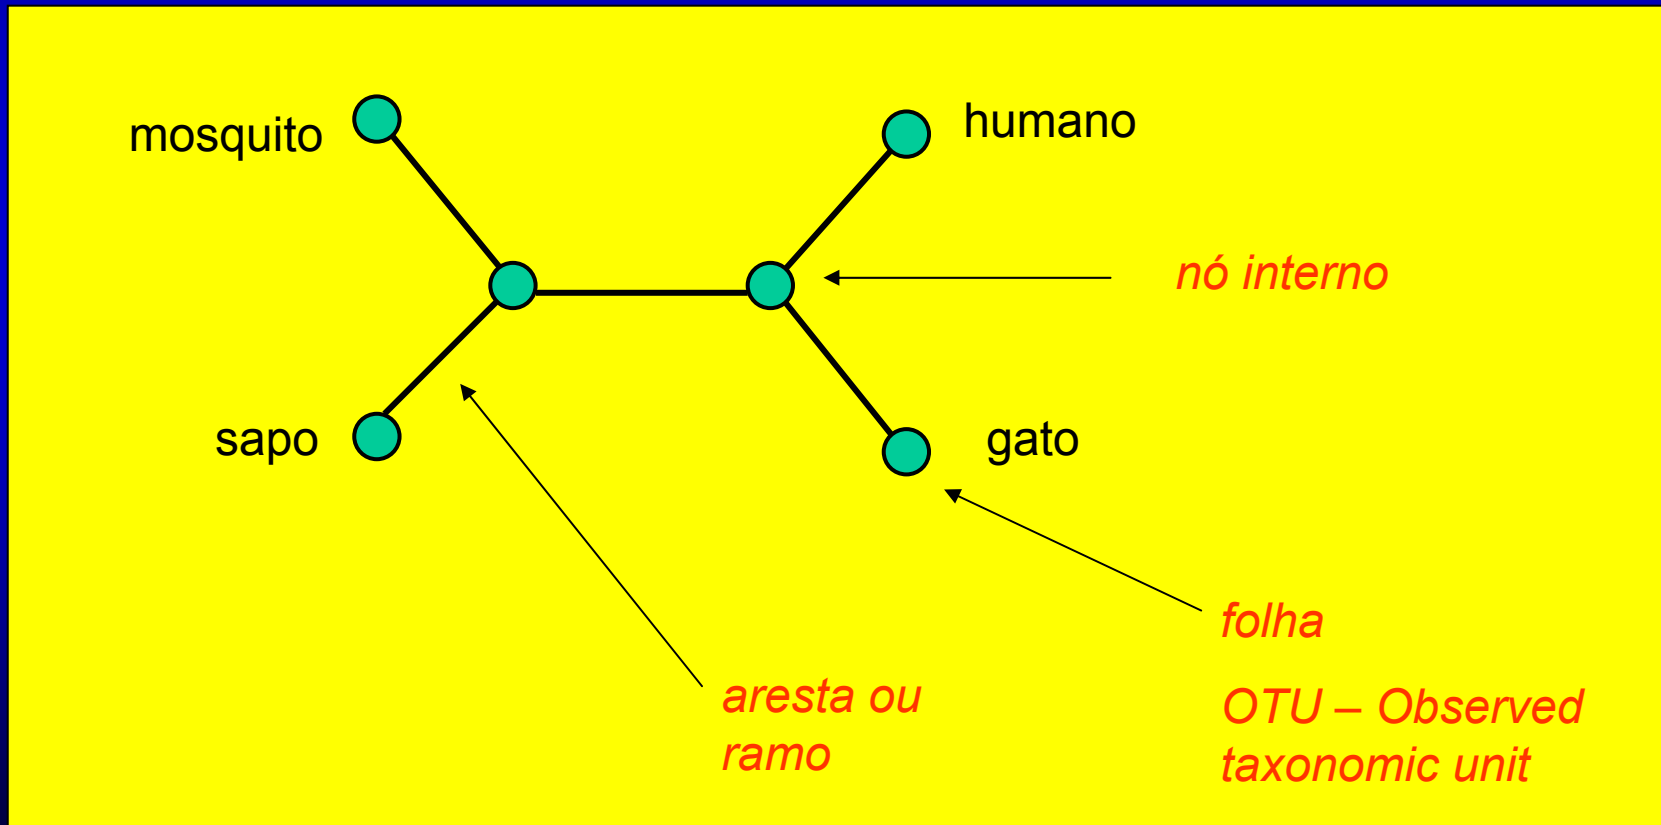 mosquito
humano
nó interno
sapo
gato
folha
aresta ou
ramo
OTU – Observed
taxonomic unit